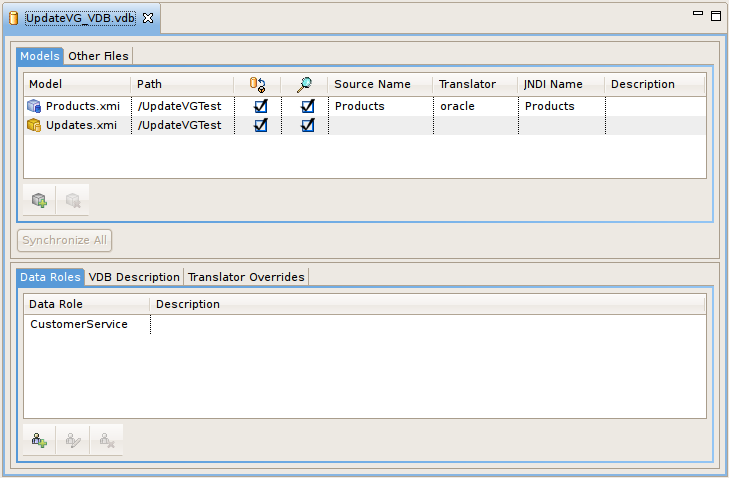 UpdateVG_VDB.vdb
Models Other Files
Model Path Source Name Translator JNDI Name Description
Products.xmi /UpdateVGTest Products oracle Products
Updates.xmi /UpdateVGTest
Synchronize All
Data Roles VDB Description Translator Overrides
Data Role Description
CustomerService